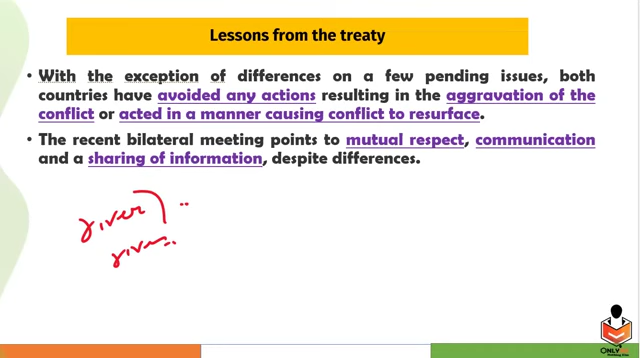 Lessons from the treaty
• With the exception of differences on a few pending issues, both
countries have avoided any actions resulting in the aggravation of the
conflict or acted in a manner causing conflict to resurface.
• The recent bilateral meeting points to mutual respect, communication
and a sharing of information, despite differences.
river
river